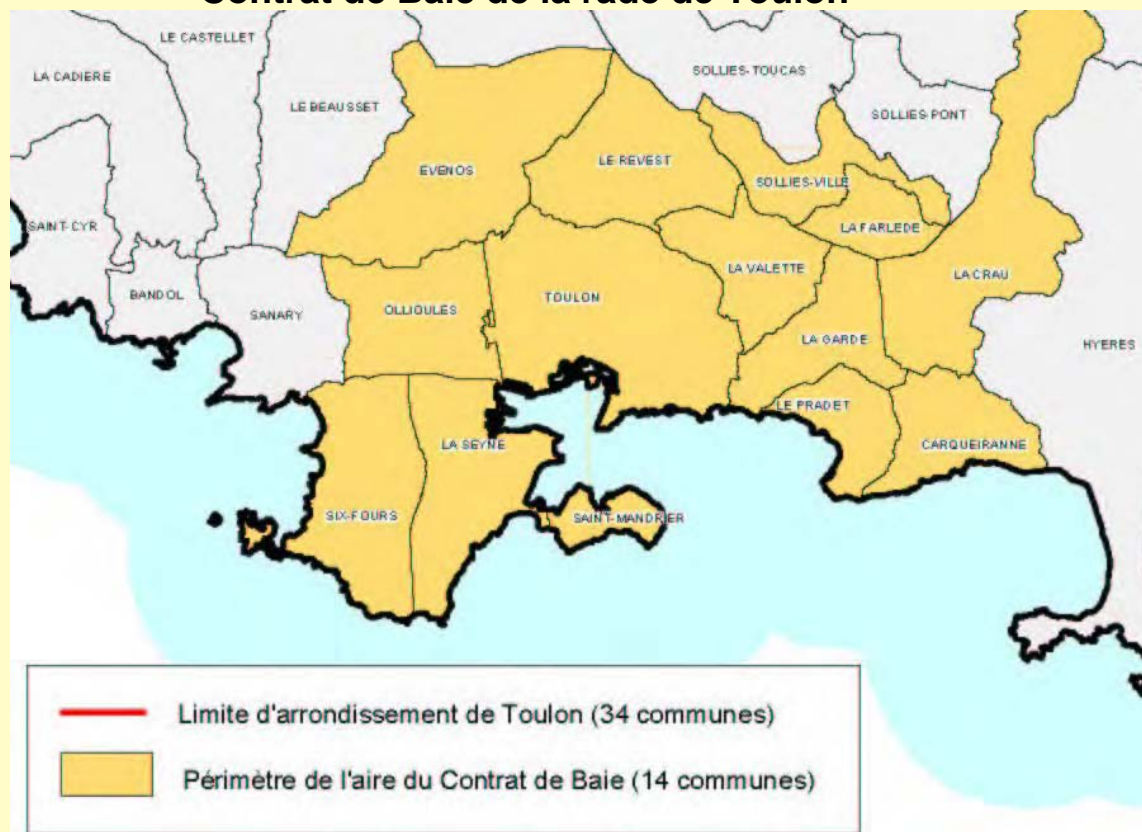 Contrat de Baie de la rade de Toulon
LE CASTELLET
LA CADIERE
SOLLIES-TOUCAS
LE BEAUSSET
SOLLIES-PONT
EVENOS
LE REVEST
SOLLIES-VILLE
SAINT-CYR
LA FARLEDE
LA VALETTE
LA CRAU
BANDOL
TOULON
OLLIOULES
SANARY
LA GARDE
HYERES
LE PRADET
LA SEYNE
CARQUEIRANNE
SIX-FOURS
SAINT-MANDRIER
Limite d'arrondissement de Toulon (34 communes)
Périmètre de l'aire du Contrat de Baie (14 communes)